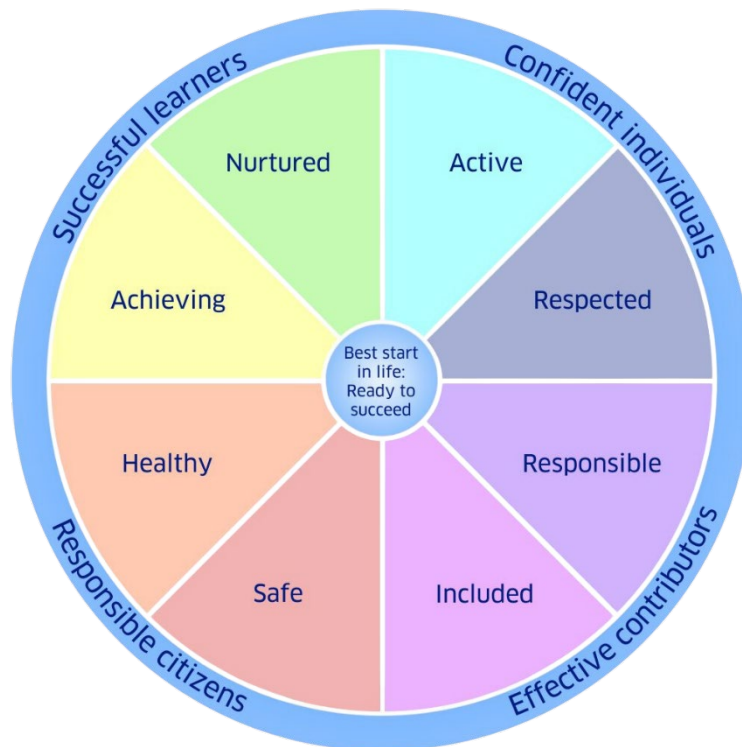 Successful learners
Confident individuals
Nurtured
Active
Achieving
Respected
Best start
in life:
Ready to
succeed
Healthy
Responsible
Safe
Included
Responsible citizens
Effective contributors